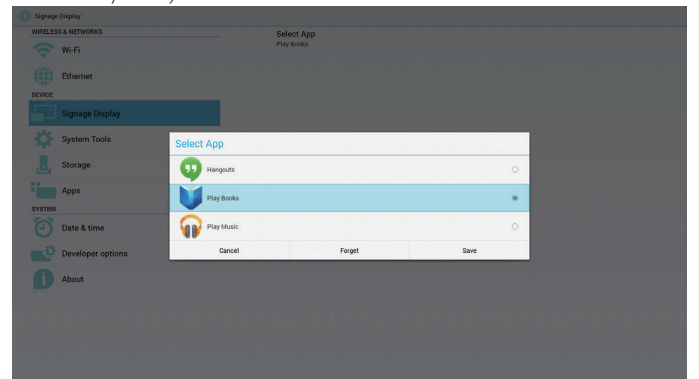 Signage Display
WIRELESS & NETWORKS
Wi-Fi
Ethernet
DEVICE
Signage Display
System Tools
Storage
Apps
SYSTEM
Date & time
Developer options
About
Select App
Play Books
Select App
Hangouts
Play Books
Play Music
Cancel Forget Save